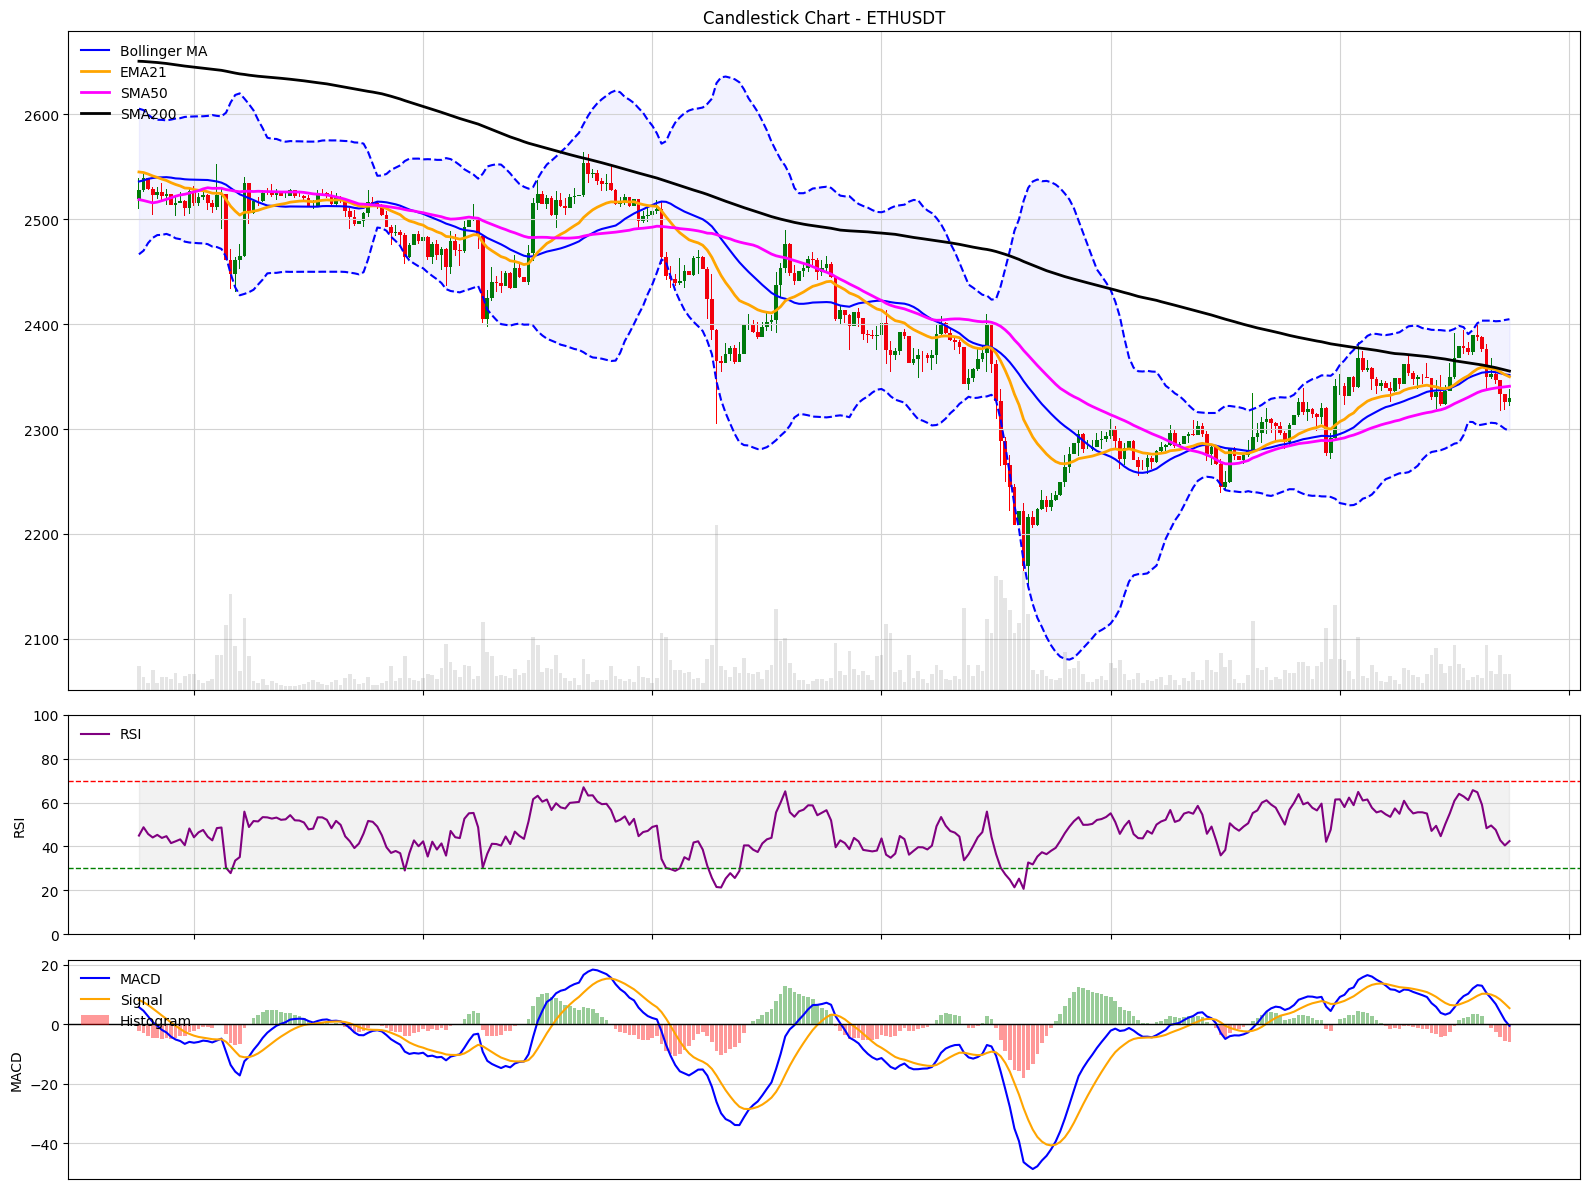 Candlestick Chart - ETHUSDT
Bollinger MA
EMA21
SMA50
SMA200
2600
2500
2400
2300
2200
2100
RSI
RSI
100
80
60
40
20
0
MACD
Signal
Histogram
MACD
20
0
−20
−40